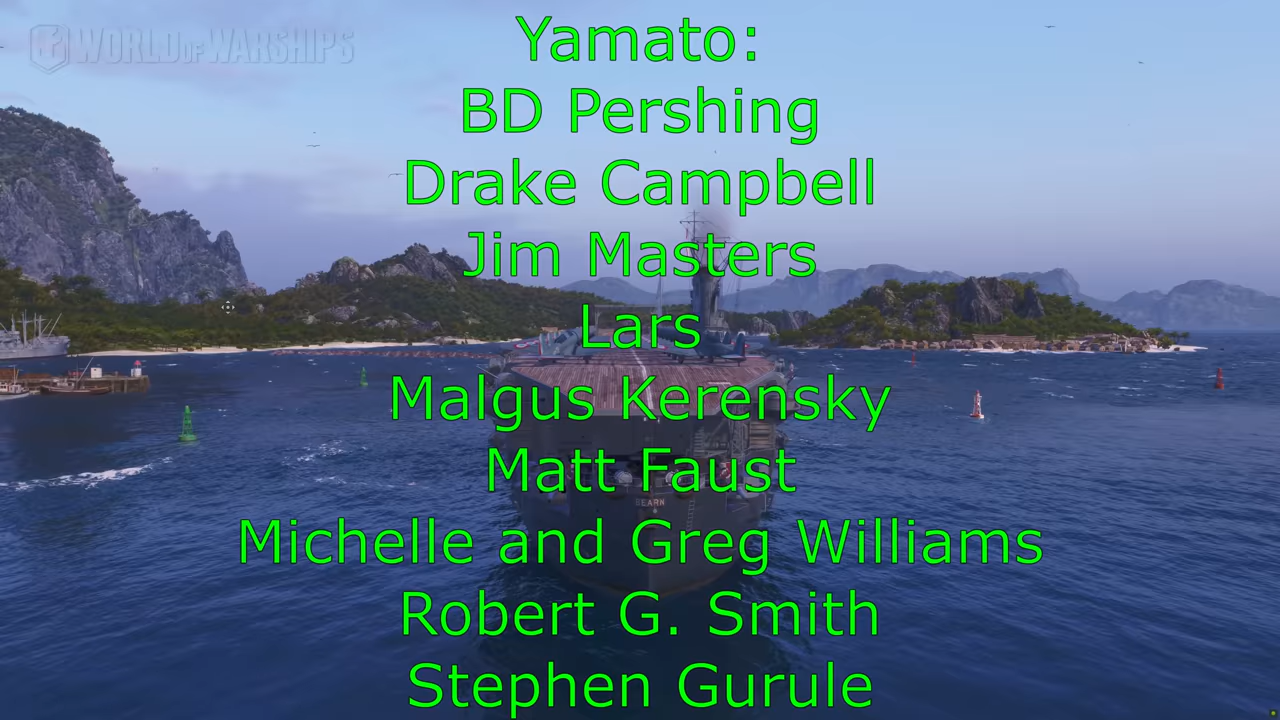 WORLD OF WARSHIPS
Yamato:
BD Pershing
Drake Campbell
Jim Masters
Lars
Malgus Kerensky
Matt Faust
BEARN
Michelle and Greg Williams
Robert G. Smith
Stephen Gurule